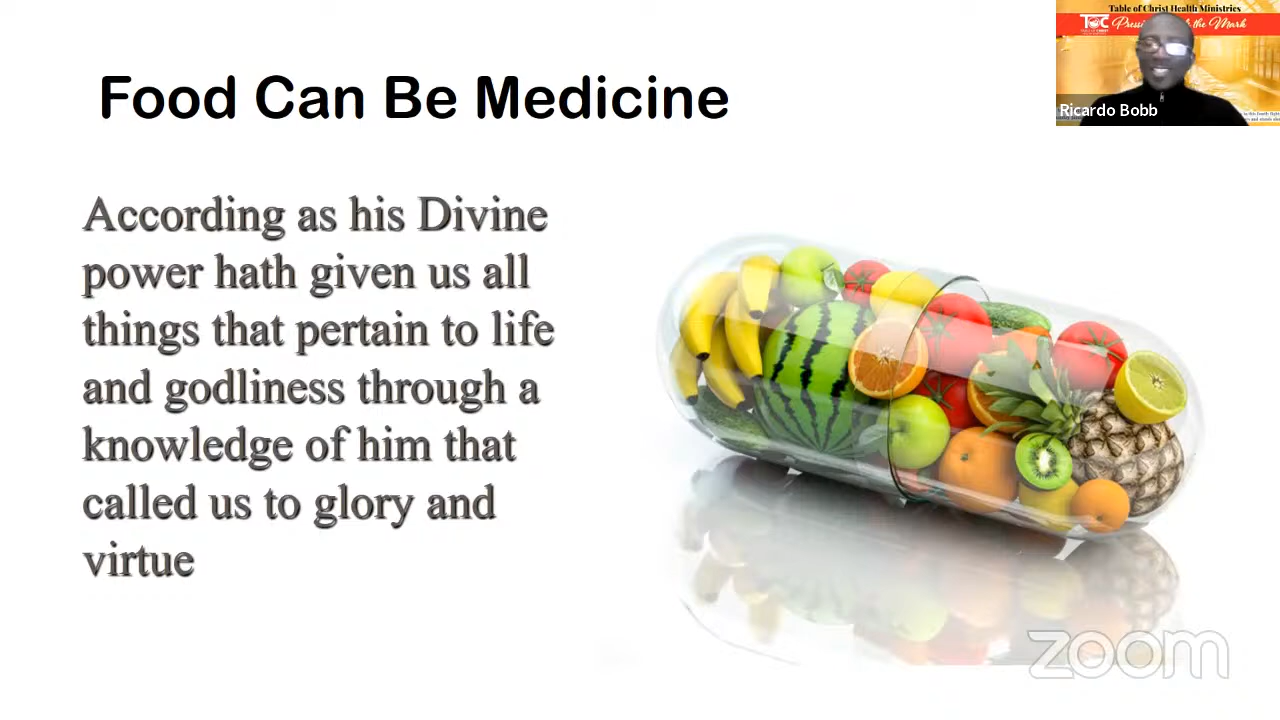 Table of Christ Health Ministries
TOC
the Mark
Ricardo Bobb
Food Can Be Medicine
According as his Divine
power hath given us all
things that pertain to life
and godliness through a
knowledge of him that
called us to glory and
virtue
zoom